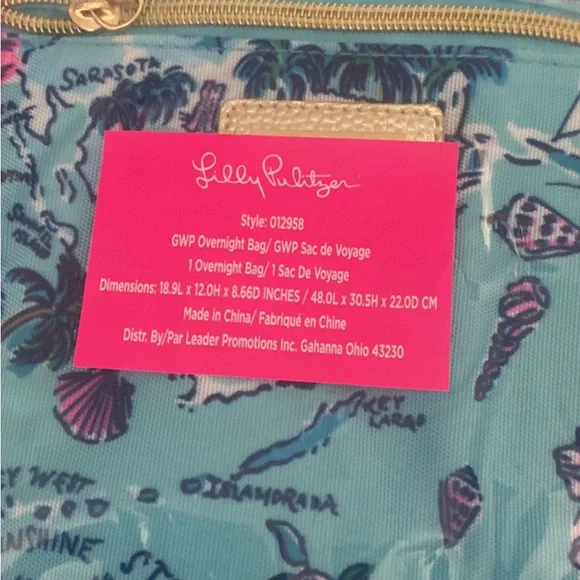 SARASOTA
Lilly Pulitzer
Style: 012958
GWP Overnight Bag/ GWP Sac de Voyage
1 Overnight Bag/ 1 Sac De Voyage
Dimensions: 18.9L x 12.0H x 8.66D INCHES / 48.0L x 30.5H x 22.0D CM
Made in China/ Fabriqué en Chine
Distr. By/Par Leader Promotions Inc. Gahanna Ohio 43230
KEY
LARGO
Y WEST
ISLAMORADA
NSHINE ST